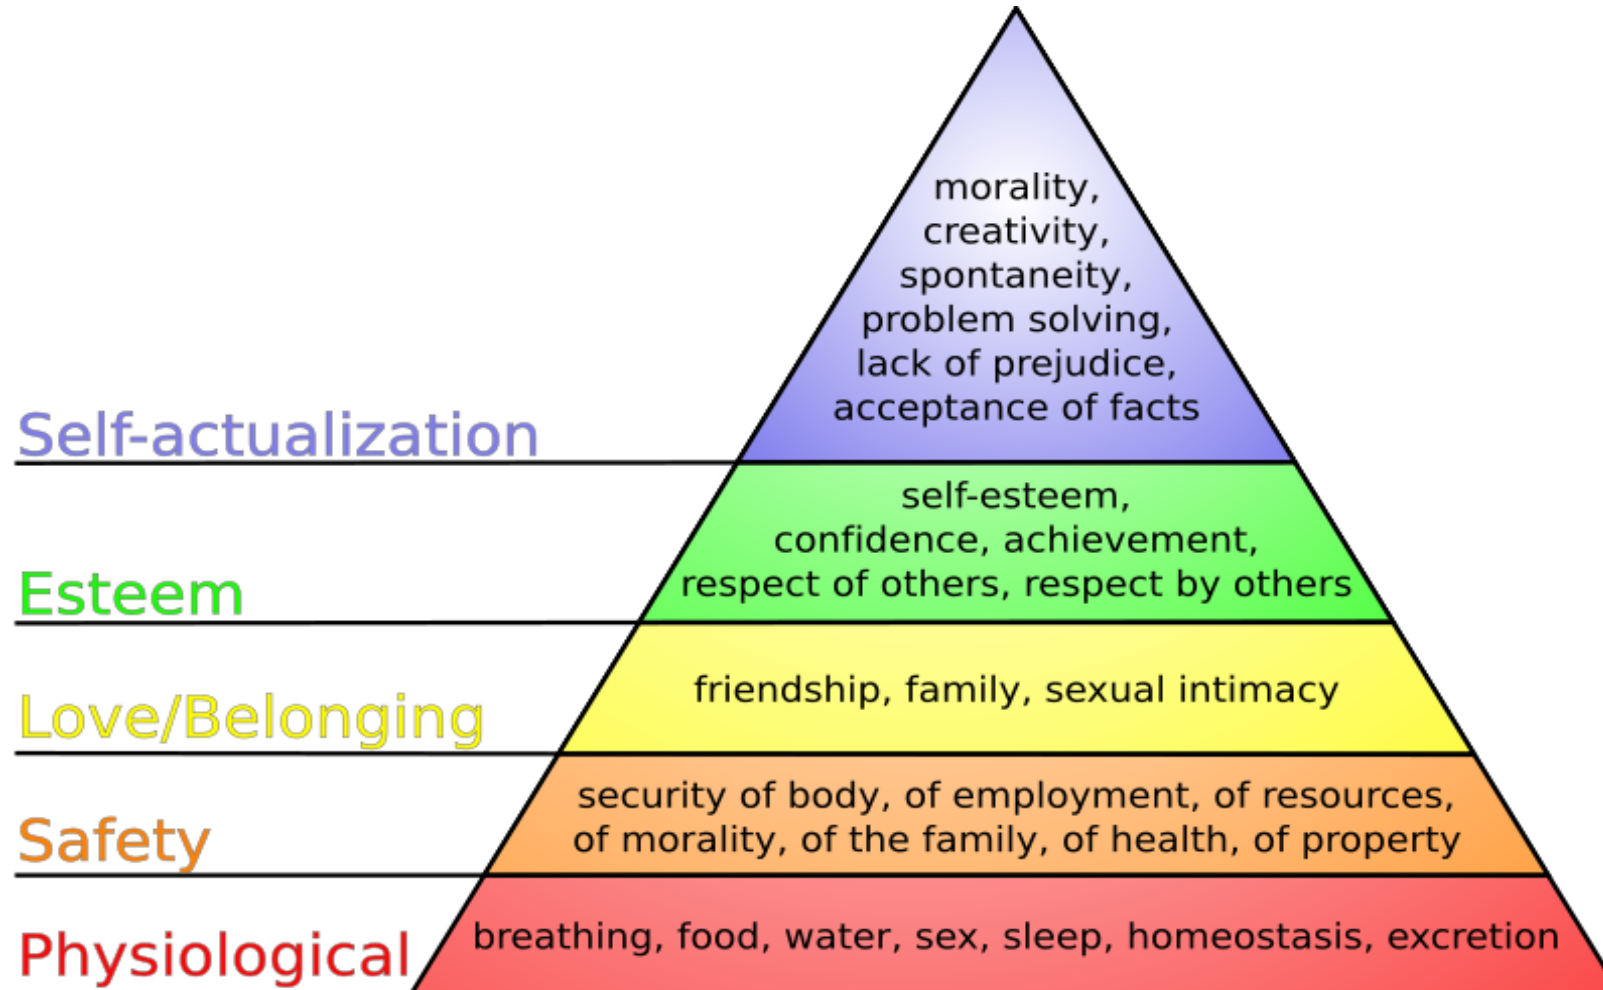 morality,
creativity,
spontaneity,
problem solving,
lack of prejudice,
acceptance of facts
Self-actualization
self-esteem,
confidence, achievement,
respect of others, respect by others
Esteem
friendship, family, sexual intimacy
Love/Belonging
security of body, of employment, of resources,
of morality, of the family, of health, of property
Safety
breathing, food, water, sex, sleep, homeostasis, excretion
Physiological